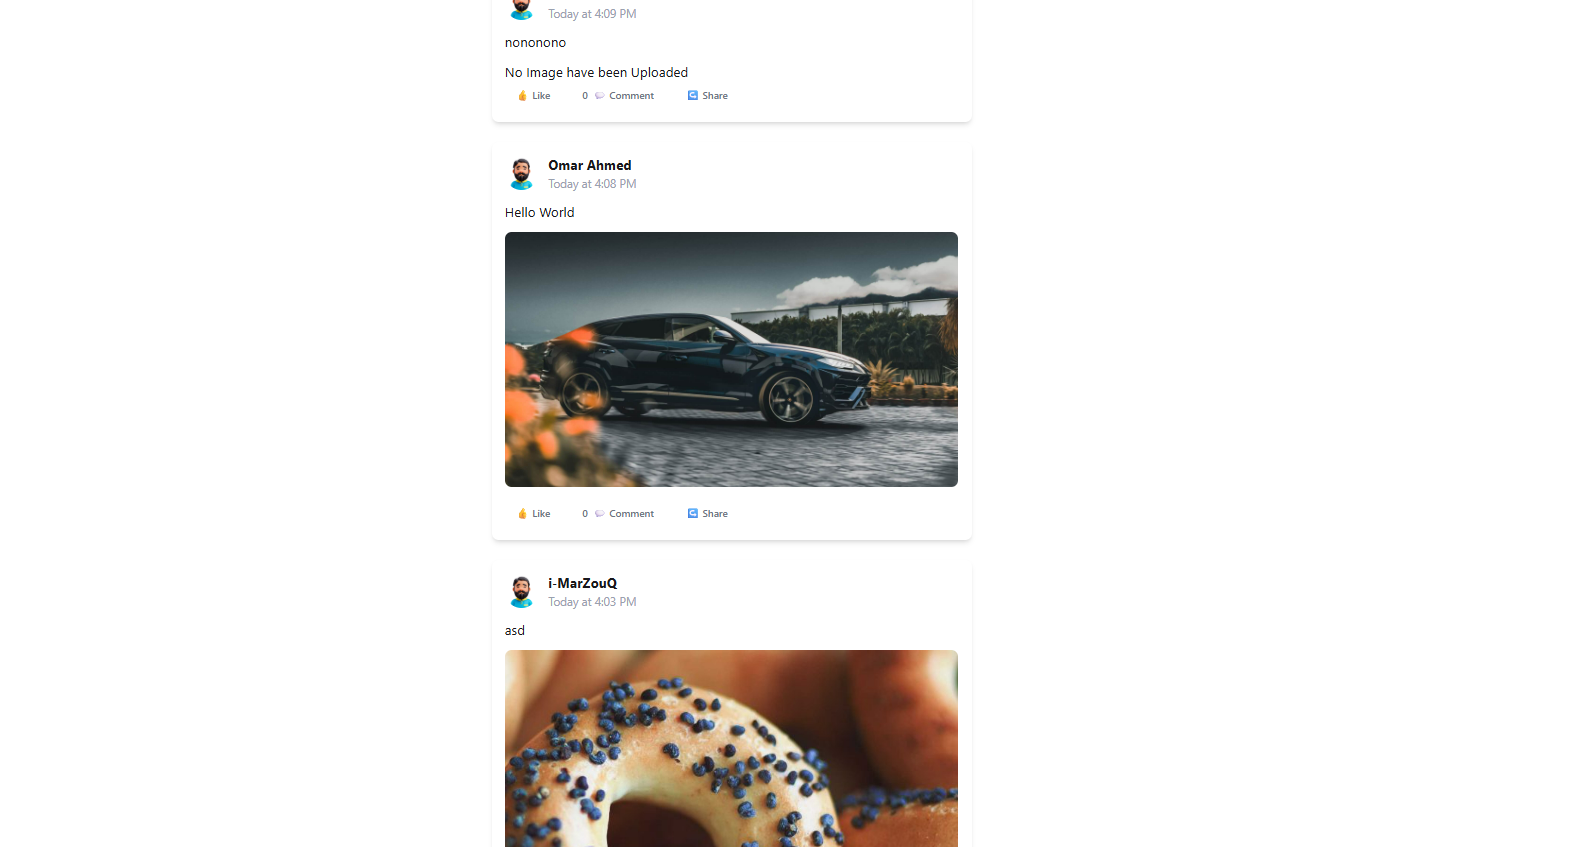 Today at 4:09 PM
nononono
No Image have been Uploaded
👍 Like 0 💬 Comment ↪️ Share
Omar Ahmed
Today at 4:08 PM
Hello World
👍 Like 0 💬 Comment ↪️ Share
i-MarZouQ
Today at 4:03 PM
asd